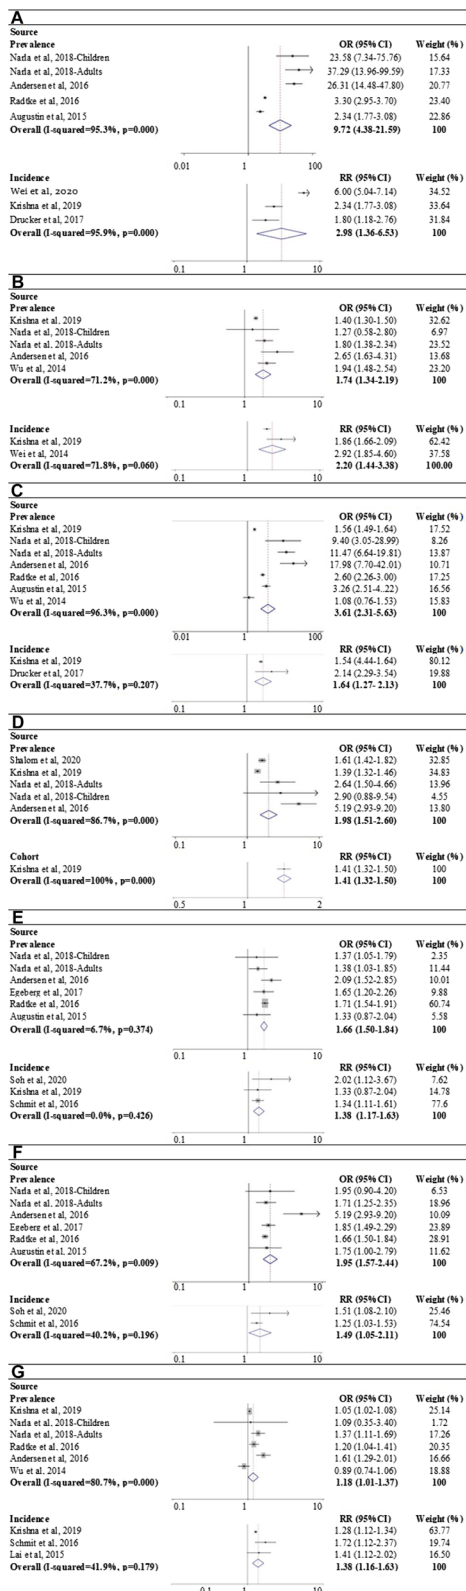 A
Source
Prevalence OR (95% CI) Weight (%)
Narla et al, 2018-Children 23.58 (7.34-75.76) 15.64
Narla et al, 2018-Adults 37.29 (13.96-99.59) 17.33
Andersen et al, 2016 26.31 (14.48-47.80) 20.77
Radtke et al, 2016 3.30 (2.95-3.70) 23.40
Augustin et al, 2015 2.34 (1.77-3.08) 22.86
Overall (I-squared=95.3%, p=0.000) 9.72 (4.38-21.59) 100
0.01 1 100
Incidence RR (95%CI) Weight (%)
Wei et al, 2020 6.00 (5.04-7.14) 34.52
Krishna et al, 2019 2.34 (1.77-3.08) 33.64
Drucker et al, 2017 1.80 (1.18-2.76) 31.84
Overall (I-squared=95.9%, p=0.000) 2.98 (1.36-6.53) 100
0.1 1 10
B
Source
Prevalence OR (95%CI) Weight (%)
Krishna et al, 2019 1.40 (1.30-1.50) 32.62
Narla et al, 2018-Children 1.27 (0.58-2.80) 6.97
Narla et al, 2018-Adults 1.80 (1.38-2.34) 23.52
Andersen et al, 2016 2.65 (1.63-4.31) 13.68
Wu et al, 2014 1.94 (1.48-2.54) 23.20
Overall (I-squared=71.2%, p=0.000) 1.74 (1.34-2.19) 100
0.1 1 10
Incidence RR (95%CI) Weight (%)
Krishna et al, 2019 1.86 (1.66-2.09) 62.42
Wei et al, 2014 2.92 (1.85-4.60) 37.58
Overall (I-squared=71.8%, p=0.060) 2.20 (1.44-3.38) 100.00
0.1 1 10
C
Source
Prevalence OR (95%CI) Weight (%)
Krishna et al, 2019 1.56 (1.49-1.64) 17.52
Narla et al, 2018-Children 9.40 (3.05-28.99) 8.26
Narla et al, 2018-Adults 11.47 (6.64-19.81) 13.87
Andersen et al, 2016 17.98 (7.70-42.01) 10.71
Radtke et al, 2016 2.60 (2.26-3.00) 17.25
Augustin et al, 2015 3.26 (2.51-4..22) 16.56
Wu et al, 2014 1.08 (0.76-1.53) 15.83
Overall (I-squared=96.3%, p=0.000) 3.61 (2.31-5.63) 100
0.01 1 100
Incidence RR (95%CI) Weight (%)
Krishna et al, 2019 1.54 (4.44-1.64) 80.12
Drucker et al, 2017 2.14 (2.29-3.54) 19.88
Overall (I-squared=37.7%, p=0.207) 1.64 (1.27- 2.13) 100
0.1 1 10
D
Source
Prevalence OR (95%CI) Weight (%)
Shalom et al, 2020 1.61 (1.42-1.82) 32.85
Krishna et al, 2019 1.39 (1.32-1.46) 34.83
Narla et al, 2018-Adults 2.64 (1.50-4.66) 13.96
Narla et al, 2018-Children 2.90 (0.88-9.54) 4.55
Andersen et al, 2016 5.19 (2.93-9.20) 13.80
Overall (I-squared=86.7%, p=0.000) 1.98 (1.51-2.60) 100
0.1 1 10
Cohort RR (95%CI) Weight (%)
Krishna et al, 2019 1.41 (1.32-1.50) 100
Overall (I-squared=100%, p=0.000) 1.41 (1.32-1.50) 100
0.5 1 2
E
Source
Prevalence OR (95%CI) Weight (%)
Narla et al, 2018-Children 1.37 (1.05-1.79) 2.35
Narla et al, 2018-Adults 1.38 (1.03-1.85) 11.44
Andersen et al, 2016 2.09 (1.52-2.85) 10.01
Egeberg et al, 2017 1.65 (1.20-2.26) 9.88
Radtke et al, 2016 1.71 (1.54-1.91) 60.74
Augustin et al, 2015 1.33 (0.87-2.04) 5.58
Overall (I-squared=6.7%, p=0.374) 1.66 (1.50-1.84) 100
0.1 1 10
Incidence RR (95%CI) Weight (%)
Soh et al, 2020 2.02 (1.12-3.67) 7.62
Krishna et al, 2019 1.33 (0.87-2.04) 14.78
Schmit et al, 2016 1.34 (1.11-1.61) 77.6
Overall (I-squared=0.0%, p=0.426) 1.38 (1.17-1.63) 100
0.1 1 10
F
Source
Prevalence OR (95%CI) Weight (%)
Narla et al, 2018-Children 1.95 (0.90-4.20) 6.53
Narla et al, 2018-Adults 1.71 (1.25-2.35) 18.96
Andersen et al, 2016 5.19 (2.93-9.20) 10.09
Egeberg et al, 2017 1.85 (1.49-2.29) 23.89
Radtke et al, 2016 1.66 (1.50-1.84) 28.91
Augustin et al, 2015 1.75 (1.00-2.79) 11.62
Overall (I-squared=67.2%, p=0.009) 1.95 (1.57-2.44) 100
0.1 1 10
Incidence RR (95%CI) Weight (%)
Soh et al, 2020 1.51 (1.08-2.10) 25.46
Schmit et al, 2016 1.25 (1.03-1.53) 74.54
Overall (I-squared=40.2%, p=0.196) 1.49 (1.05-2.11) 100
0.1 1 10
G
Source
Prevalence OR (95%CI) Weight (%)
Krishna et al, 2019 1.05 (1.02-1.08) 25.14
Narla et al, 2018-Children 1.09 (0.35-3.40) 1.72
Narla et al, 2018-Adults 1.37 (1.11-1.69) 17.26
Radtke et al, 2016 1.20 (1.04-1.41) 20.35
Andersen et al, 2016 1.61 (1.29-2.01) 16.66
Wu et al, 2014 0.89 (0.74-1.06) 18.88
Overall (I-squared=80.7%, p=0.000) 1.18 (1.01-1.37) 100
0.1 1 10
Incidence RR (95%CI) Weight (%)
Krishna et al, 2019 1.28 (1.12-1.34) 63.77
Schmit et al, 2016 1.72 (1.12-2.37) 19.74
Lai et al, 2015 1.41 (1.12-2.02) 16.50
Overall (I-squared=41.9%, p=0.179) 1.38 (1.16-1.63) 100
0.1 1 10